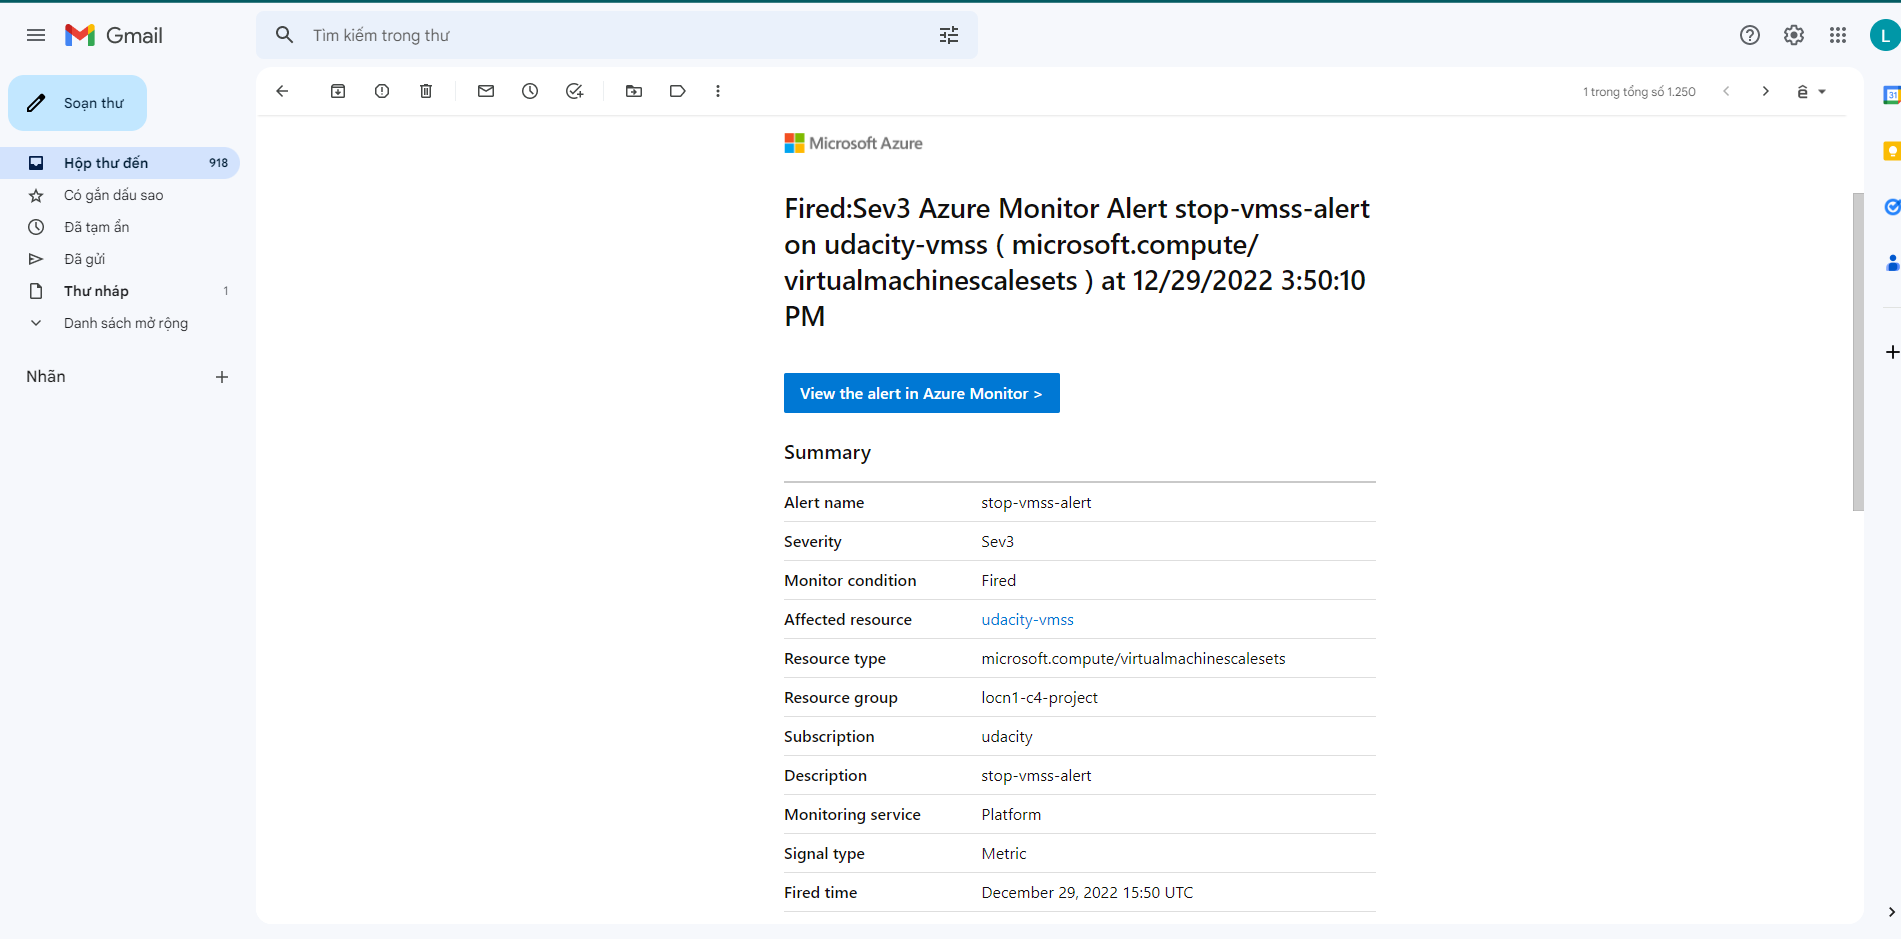 Gmail
Tìm kiếm trong thư
L
Soạn thư
1 trong tổng số 1.250
ê
31
Hộp thư đến 918
Có gắn dấu sao
Đã tạm ẩn
Đã gửi
Thư nháp 1
Danh sách mở rộng
Nhãn
Microsoft Azure
Fired:Sev3 Azure Monitor Alert stop-vmss-alert
on udacity-vmss ( microsoft.compute/
virtualmachinescalesets ) at 12/29/2022 3:50:10
PM
View the alert in Azure Monitor >
Summary
Alert name stop-vmss-alert
Severity Sev3
Monitor condition Fired
Affected resource udacity-vmss
Resource type microsoft.compute/virtualmachinescalesets
Resource group locn1-c4-project
Subscription udacity
Description stop-vmss-alert
Monitoring service Platform
Signal type Metric
Fired time December 29, 2022 15:50 UTC